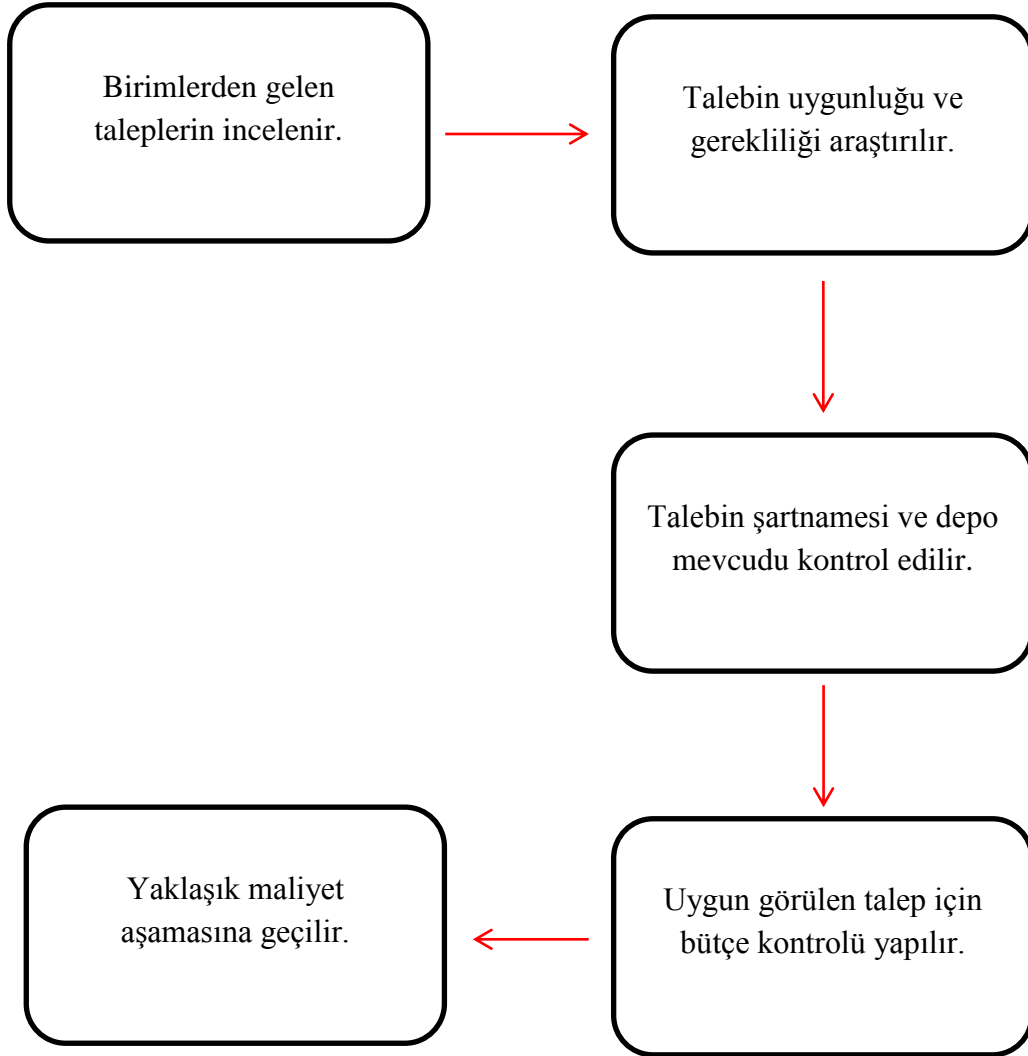 Birimlerden gelen
taleplerin incelenir.
Talebin uygunluğu ve
gerekliliği araştırılır.
Talebin şartnamesi ve depo
mevcudu kontrol edilir.
Uygun görülen talep için
bütçe kontrolü yapılır.
Yaklaşık maliyet
aşamasına geçilir.